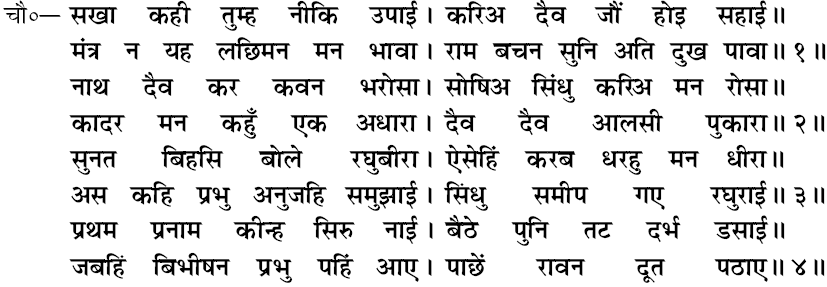 चौ०— सखा कही तुम्ह नीकि उपाई। करिअ दैव जौं होइ सहाई॥
मंत्र न यह लछिमन मन भावा। राम बचन सुनि अति दुख पावा॥ १॥
नाथ दैव कर कवन भरोसा। सोषिअ सिंधु करिअ मन रोसा॥
कादर मन कहुँ एक अधारा। दैव दैव आलसी पुकारा॥ २॥
सुनत बिहसि बोले रघुबीरा। ऐसेहिं करब धरहु मन धीरा॥
अस कहि प्रभु अनुजहि समुझाई। सिंधु समीप गए रघुराई॥ ३॥
प्रथम प्रनाम कीन्ह सिरु नाई। बैठे पुनि तट दर्भ डसाई॥
जबहिं बिभीषन प्रभु पहिं आए। पाछें रावन दूत पठाए॥ ४॥